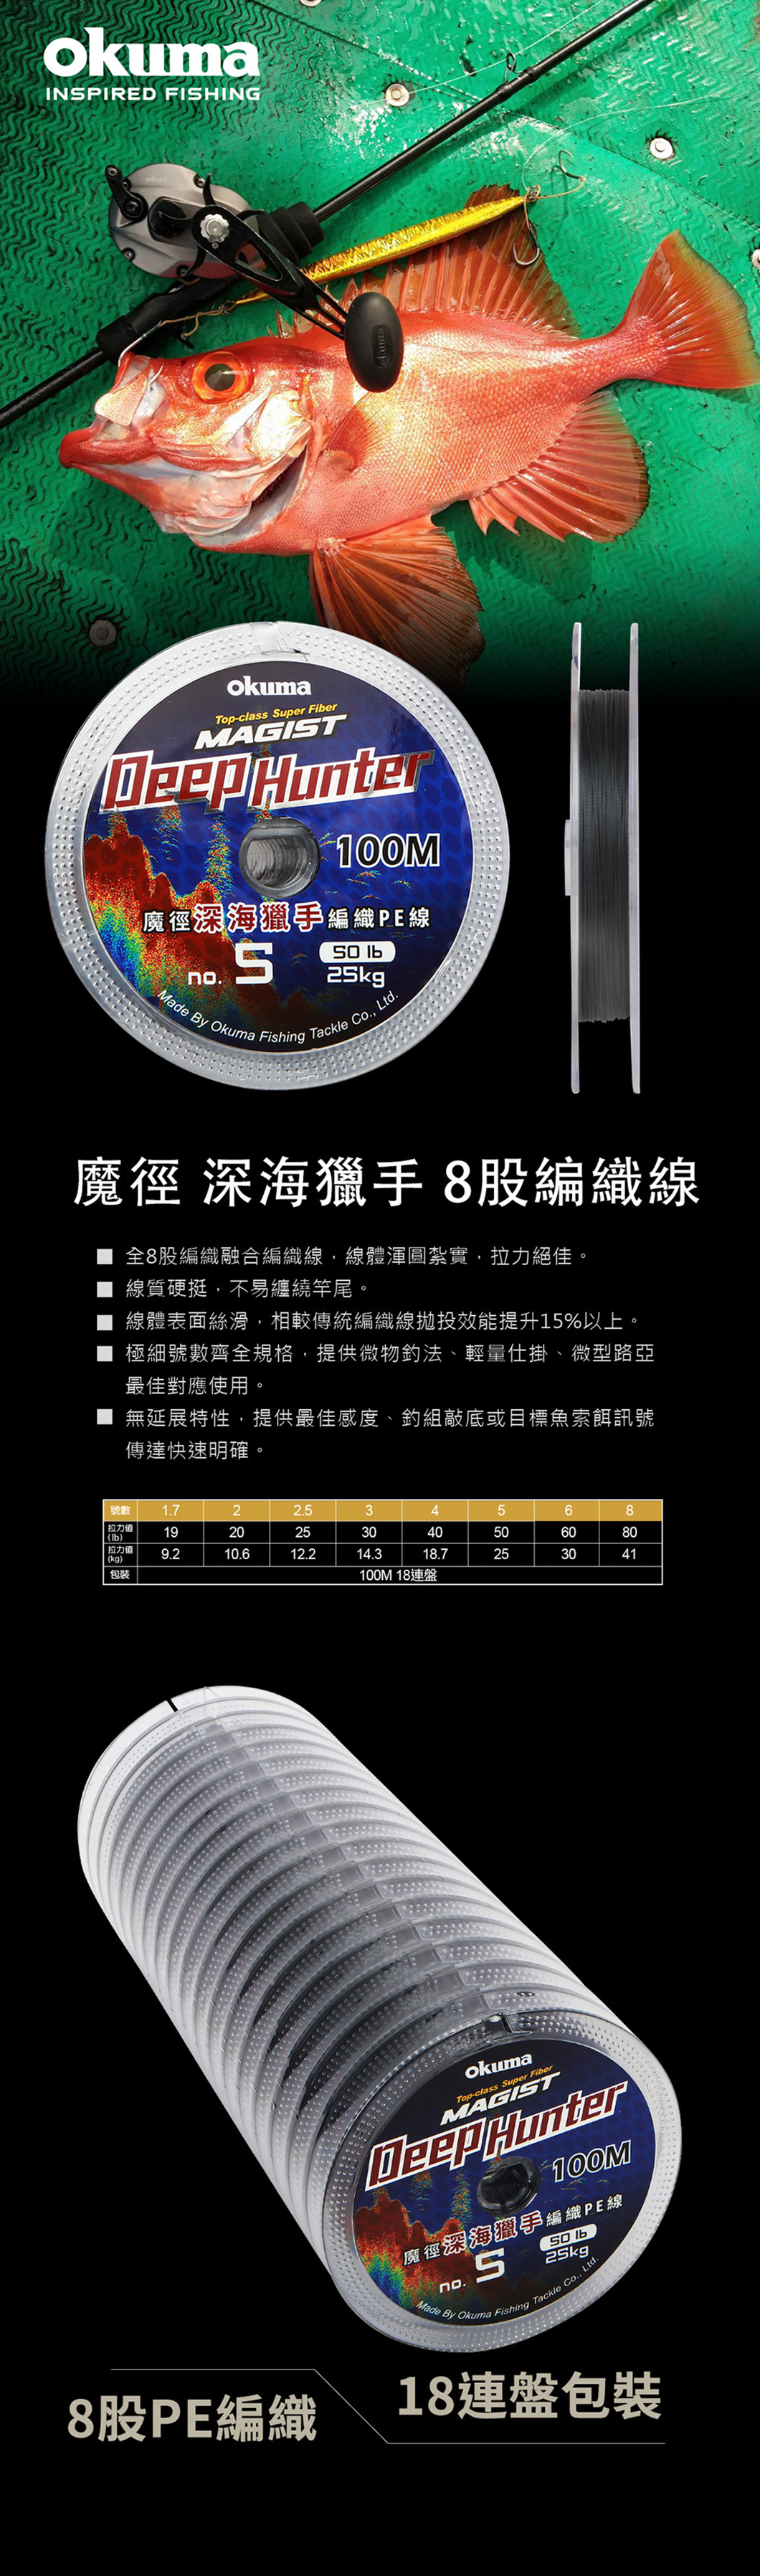 okuma
INSPIRED FISHING
okuma
Top-class Super Fiber
MAGIST
Deep Hunter
100M
魔徑深海獵手編織PE線
no. 5
50 lb
25kg
Made By Okuma Fishing Tackle Co., Ltd.
魔徑 深海獵手 8股編織線
■ 全8股編織融合編織線，線體渾圓紮實，拉力絕佳。
■ 線質硬挺，不易纏繞竿尾。
■ 線體表面絲滑，相較傳統編織線拋投效能提升15%以上。
■ 極細號數齊全規格，提供微物釣法、輕量仕掛、微型路亞
最佳對應使用。
■ 無延展特性，提供最佳感度、釣組敲底或目標魚索餌訊號
傳達快速明確。
號數 1.7 2 2.5 3 4 5 6 8
拉力值(lb) 19 20 25 30 40 50 60 80
拉力值(kg) 9.2 10.6 12.2 14.3 18.7 25 30 41
包裝 100M 18連盤
okuma
Top-class Super Fiber
MAGIST
Deep Hunter
100M
魔徑深海獵手編織PE線
no. 5
50 lb
25kg
Made By Okuma Fishing Tackle Co., Ltd.
8股PE編織
18連盤包裝